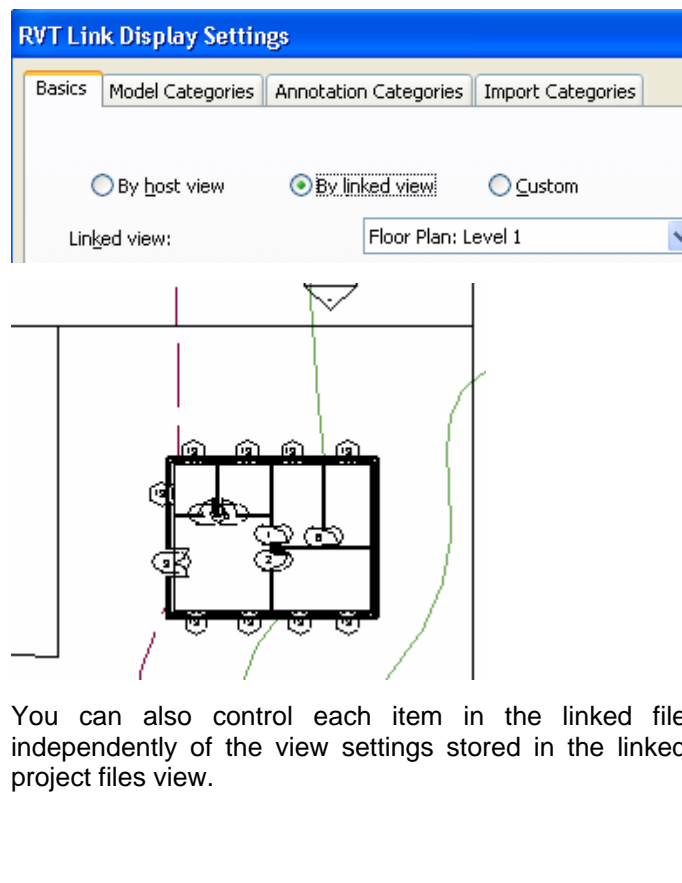 RVT Link Display Settings
Basics Model Categories Annotation Categories Import Categories
By host view By linked view Custom
Linked view: Floor Plan: Level 1
You can also control each item in the linked file
independently of the view settings stored in the linked
project files view.